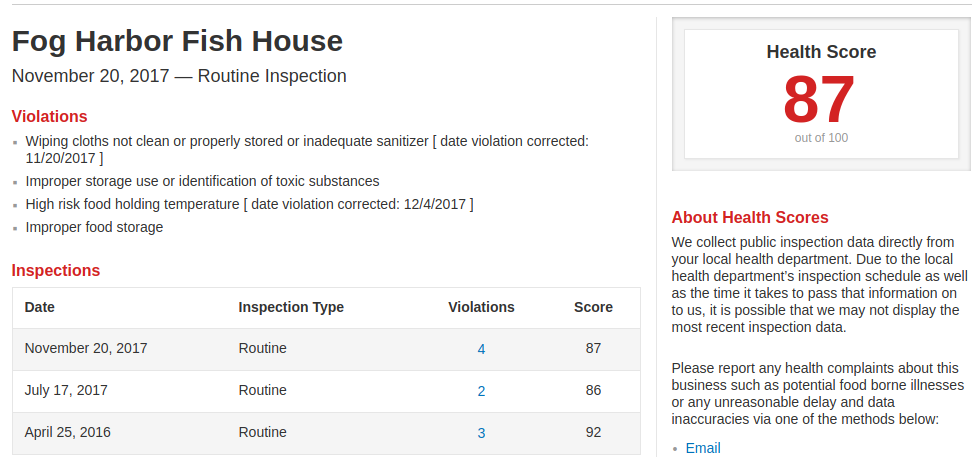 Fog Harbor Fish House
November 20, 2017 — Routine Inspection
Violations
Wiping cloths not clean or properly stored or inadequate sanitizer [ date violation corrected:
11/20/2017 ]
Improper storage use or identification of toxic substances
High risk food holding temperature [ date violation corrected: 12/4/2017 ]
Improper food storage
Inspections
Date Inspection Type Violations Score
November 20, 2017 Routine 4 87
July 17, 2017 Routine 2 86
April 25, 2016 Routine 3 92
Health Score
87
out of 100
About Health Scores
We collect public inspection data directly from
your local health department. Due to the local
health department's inspection schedule as well
as the time it takes to pass that information on
to us, it is possible that we may not display the
most recent inspection data.
Please report any health complaints about this
business such as potential food borne illnesses
or any unreasonable delay and data
inaccuracies via one of the methods below:
Email